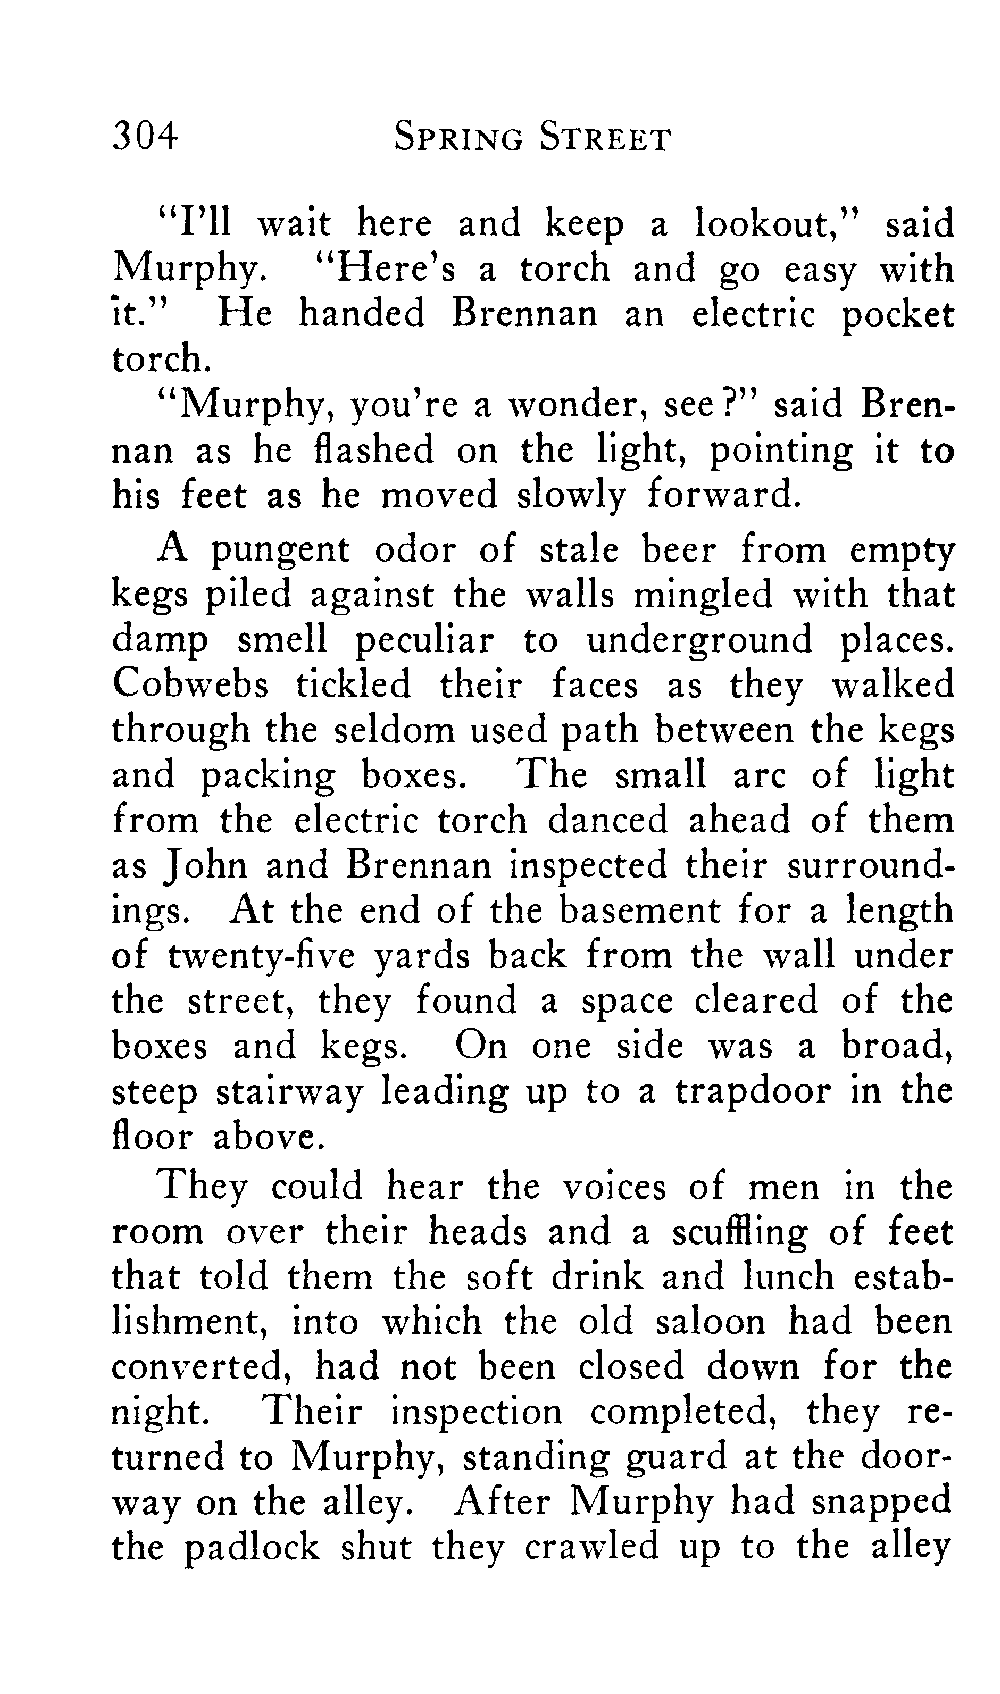 304 SPRING STREET
“I’ll wait here and keep a lookout,” said
Murphy. “Here’s a torch and go easy with
it.” He handed Brennan an electric pocket
torch.
“Murphy, you’re a wonder, see?” said Bren-
nan as he flashed on the light, pointing it to
his feet as he moved slowly forward.
A pungent odor of stale beer from empty
kegs piled against the walls mingled with that
damp smell peculiar to underground places.
Cobwebs tickled their faces as they walked
through the seldom used path between the kegs
and packing boxes. The small arc of light
from the electric torch danced ahead of them
as John and Brennan inspected their surround-
ings. At the end of the basement for a length
of twenty-five yards back from the wall under
the street, they found a space cleared of the
boxes and kegs. On one side was a broad,
steep stairway leading up to a trapdoor in the
floor above.
They could hear the voices of men in the
room over their heads and a scuffling of feet
that told them the soft drink and lunch estab-
lishment, into which the old saloon had been
converted, had not been closed down for the
night. Their inspection completed, they re-
turned to Murphy, standing guard at the door-
way on the alley. After Murphy had snapped
the padlock shut they crawled up to the alley